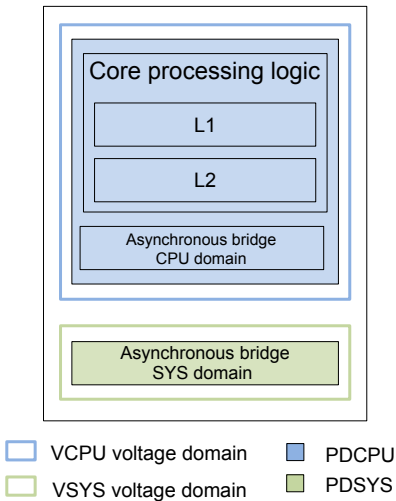 Core processing logic
L1
L2
Asynchronous bridge
CPU domain
Asynchronous bridge
SYS domain
VCPU voltage domain
PDCPU
VSYS voltage domain
PDSYS